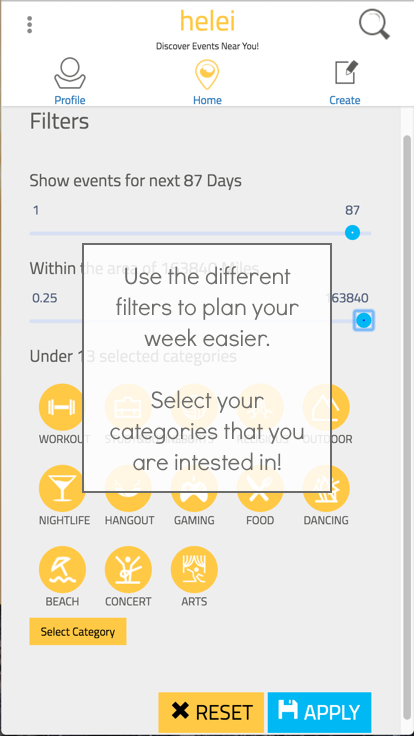 helei
Discover Events Near You!
Profile
Home
Create
Filters
Show events for next 87 Days
1
87
Within the area of 163840 Miles
0.25
163840
Under 13 selected categories
Use the different
filters to plan your
week easier.
Select your
categories that you
are intested in!
WORKOUT
OUTDOOR
NIGHTLIFE
HANGOUT
GAMING
FOOD
DANCING
BEACH
CONCERT
ARTS
Select Category
RESET
APPLY